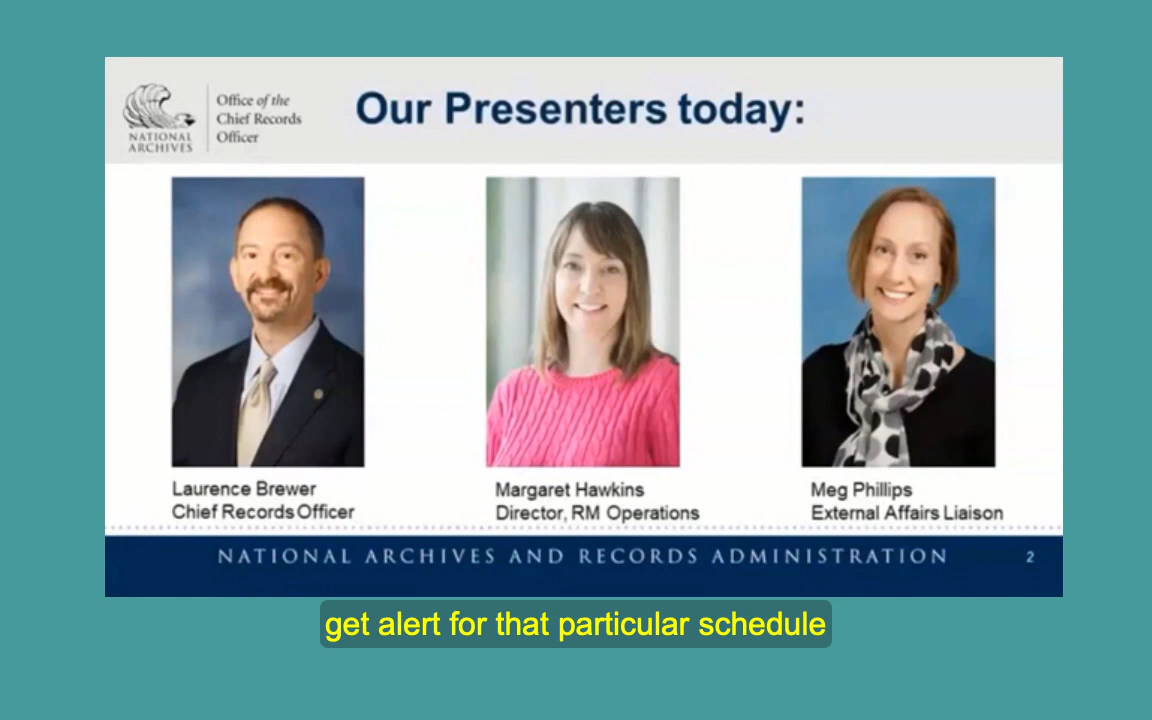 NATIONAL
ARCHIVES
Office of the
Chief Records
Officer
Our Presenters today:
Laurence Brewer
Chief Records Officer
Margaret Hawkins
Director, RM Operations
Meg Phillips
External Affairs Liaison
NATIONAL ARCHIVES AND RECORDS ADMINISTRATION
2
get alert for that particular schedule